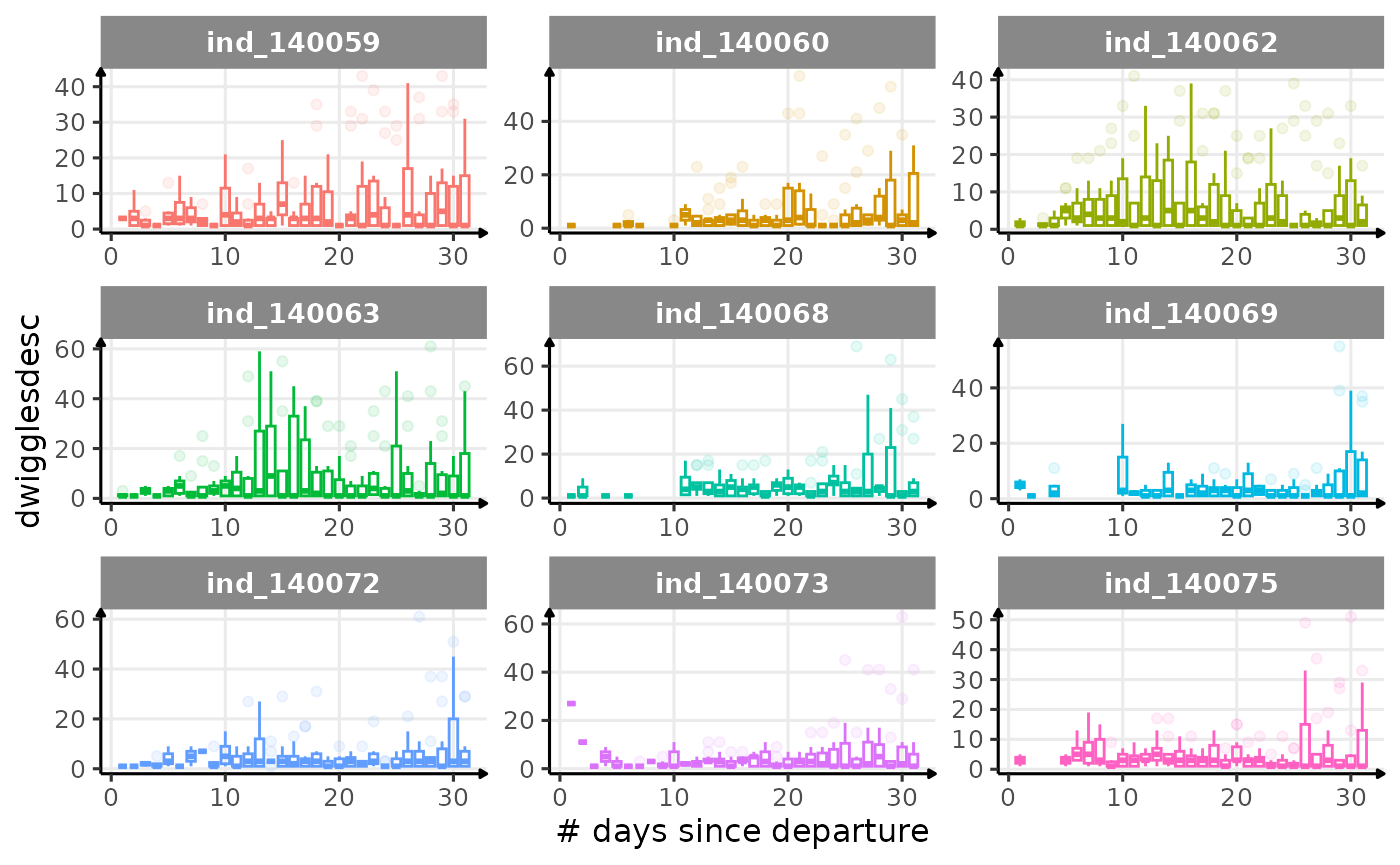 ind_140059 ind_140060 ind_140062
40 40 40
30 30
20 20 20
10 10
0 0 0
0 10 20 30 0 10 20 30 0 10 20 30
ind_140063 ind_140068 ind_140069
60 60
40 40 40
20 20 20
0 0 0
0 10 20 30 0 10 20 30 0 10 20 30
dwigglesdesc
ind_140072 ind_140073 ind_140075
60 60 50
40 40 40
30
20 20 20
10
0 0 0
0 10 20 30 0 10 20 30 0 10 20 30
# days since departure